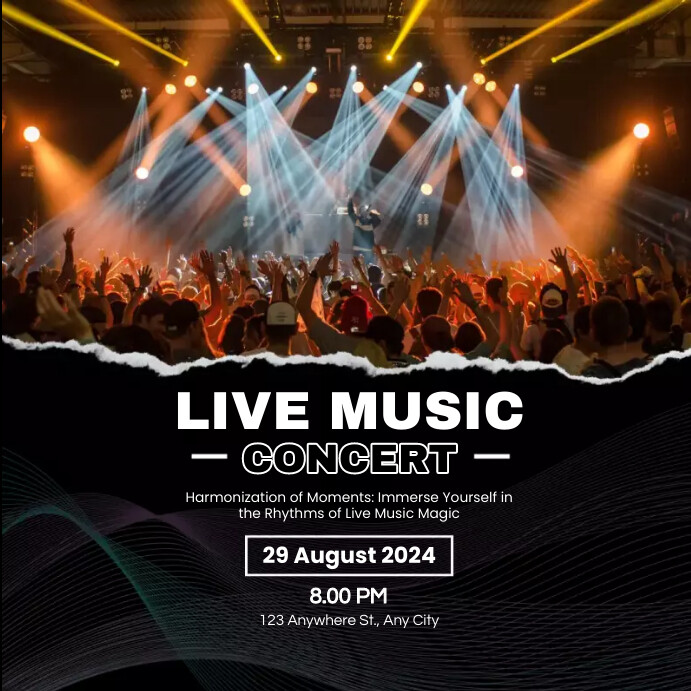 LIVE MUSIC
CONCERT
Harmonization of Moments: Immerse Yourself in
the Rhythms of Live Music Magic
29 August 2024
8.00 PM
123 Anywhere St., Any City